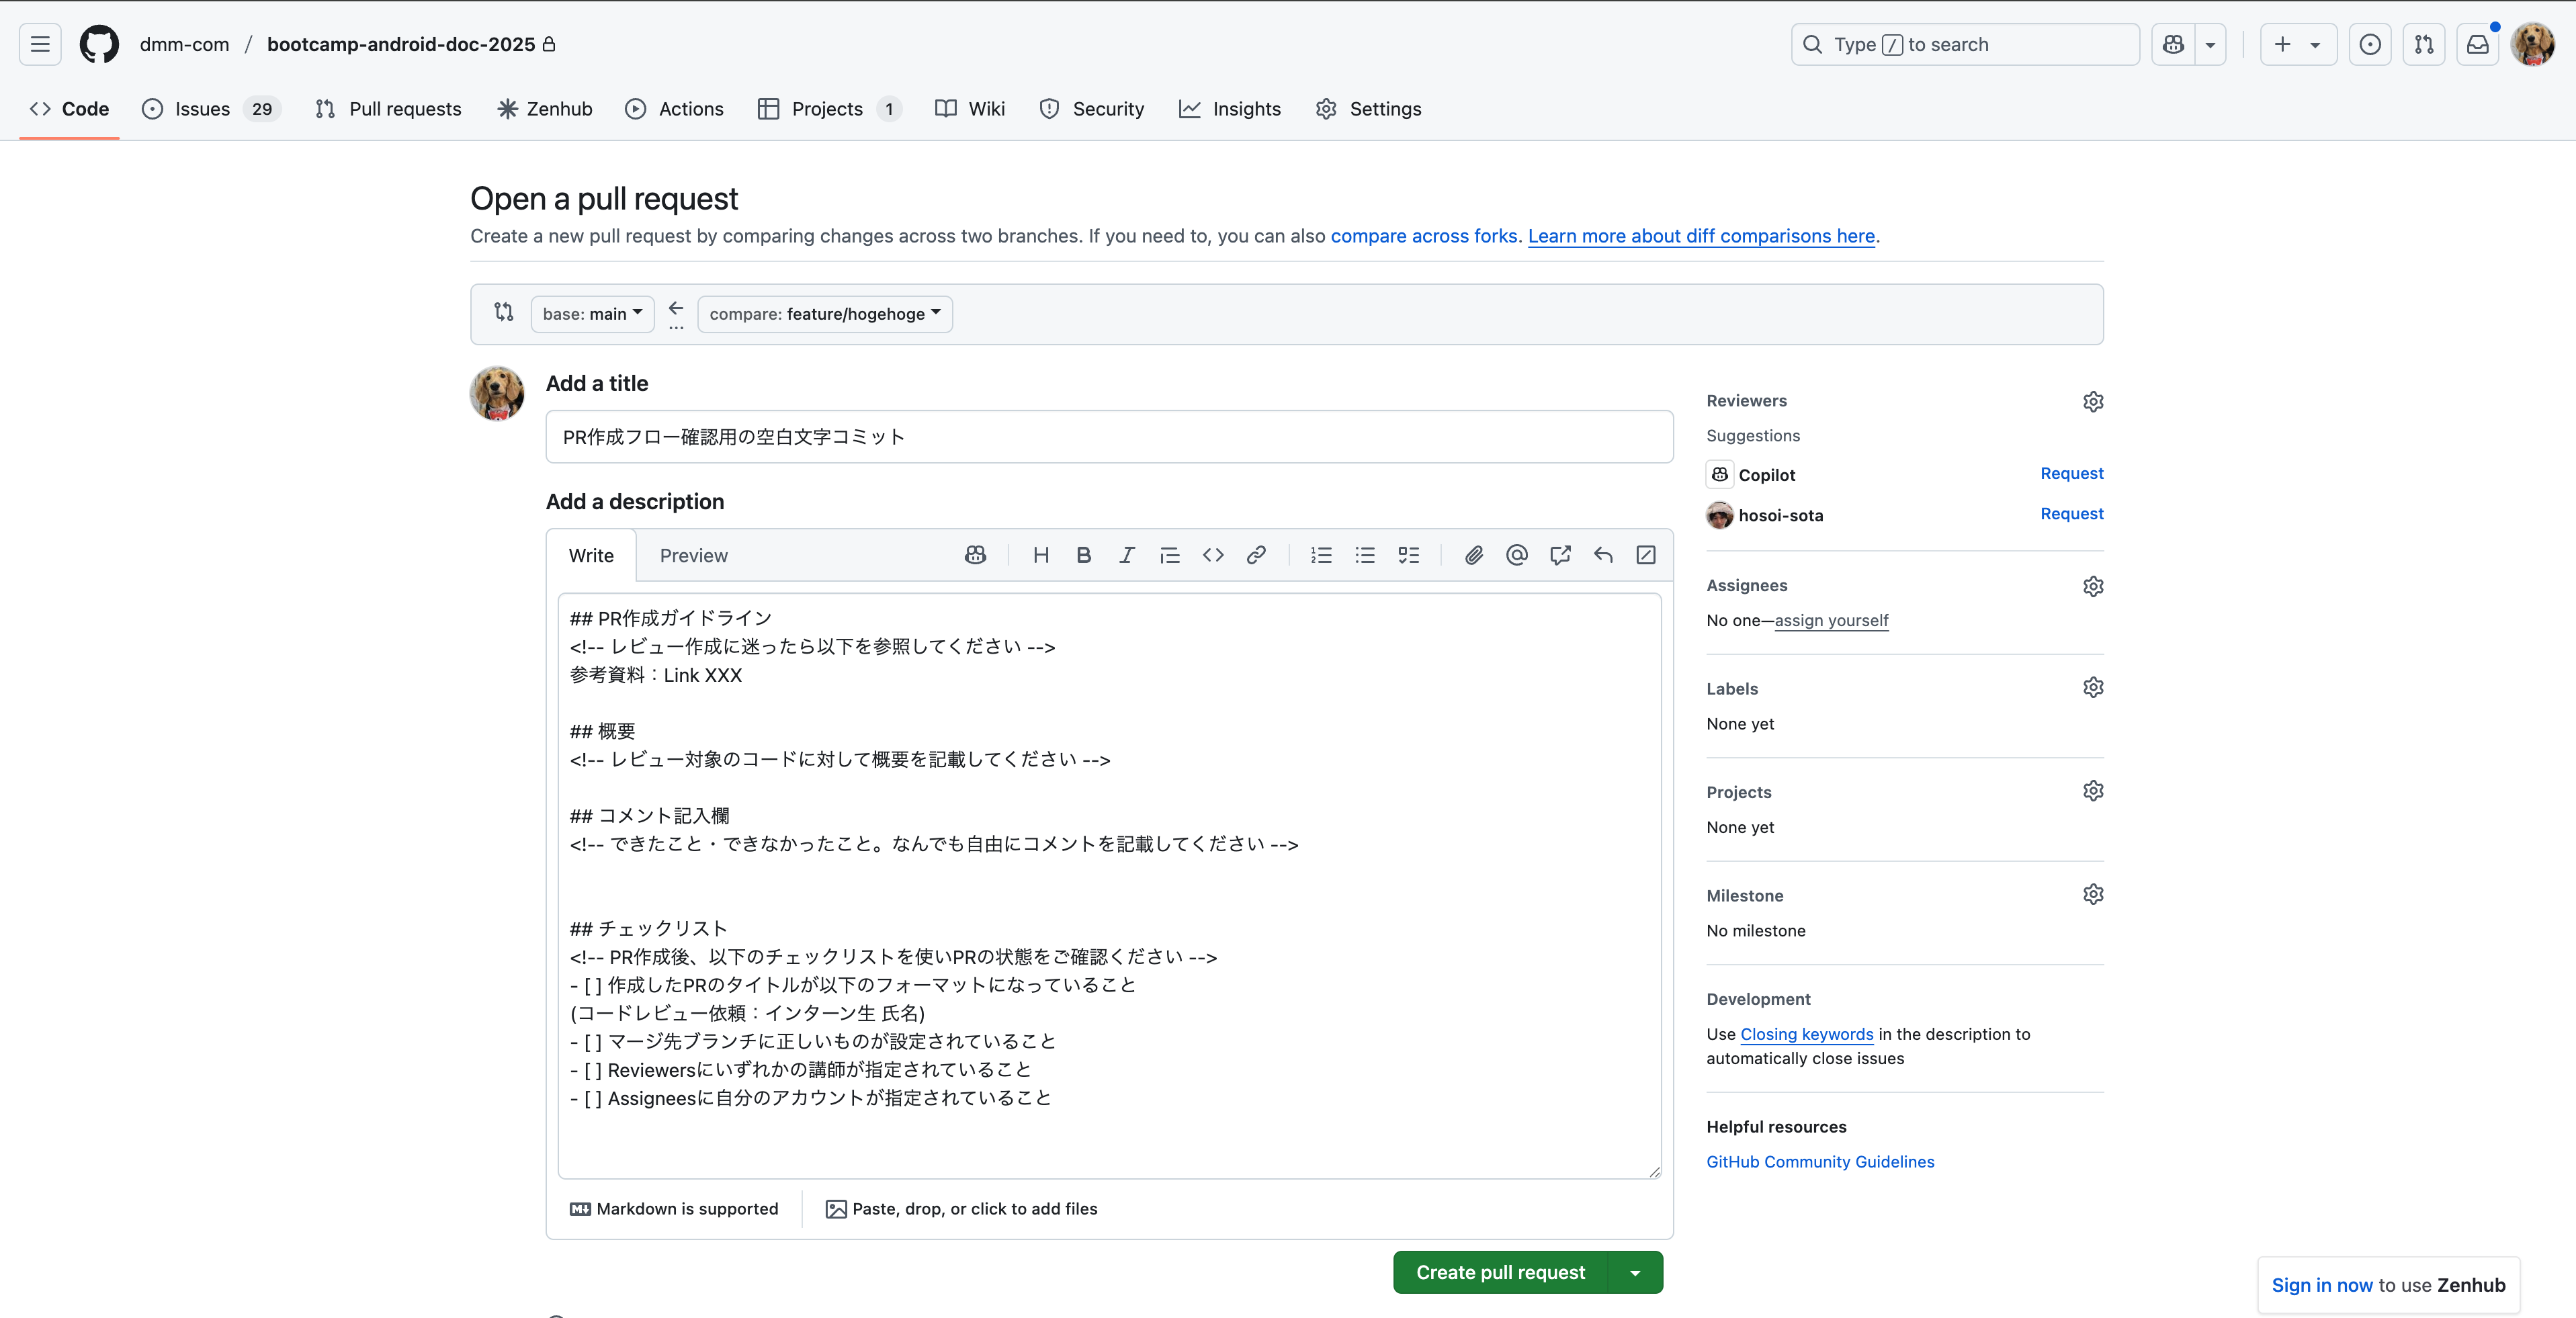 dmm-com / bootcamp-android-doc-2025
Type / to search
Code
Issues 29
Pull requests
Zenhub
Actions
Projects 1
Wiki
Security
Insights
Settings
Open a pull request
Create a new pull request by comparing changes across two branches. If you need to, you can also compare across forks. Learn more about diff comparisons here.
base: main
compare: feature/hogehoge
Add a title
PR作成フロー確認用の空白文字コミット
Add a description
Write
Preview
## PR作成ガイドライン
<!-- レビュー作成に迷ったら以下を参照してください -->
参考資料：Link XXX
## 概要
<!-- レビュー対象のコードに対して概要を記載してください -->
## コメント記入欄
<!-- できたこと・できなかったこと。なんでも自由にコメントを記載してください -->
## チェックリスト
<!-- PR作成後、以下のチェックリストを使いPRの状態をご確認ください -->
- [ ] 作成したPRのタイトルが以下のフォーマットになっていること
(コードレビュー依頼：インターン生 氏名)
- [ ] マージ先ブランチに正しいものが設定されていること
- [ ] Reviewersにいずれかの講師が指定されていること
- [ ] Assigneesに自分のアカウントが指定されていること
Markdown is supported
Paste, drop, or click to add files
Create pull request
Reviewers
Suggestions
Copilot Request
hosoi-sota Request
Assignees
No one—assign yourself
Labels
None yet
Projects
None yet
Milestone
No milestone
Development
Use Closing keywords in the description to
automatically close issues
Helpful resources
GitHub Community Guidelines
Sign in now to use Zenhub